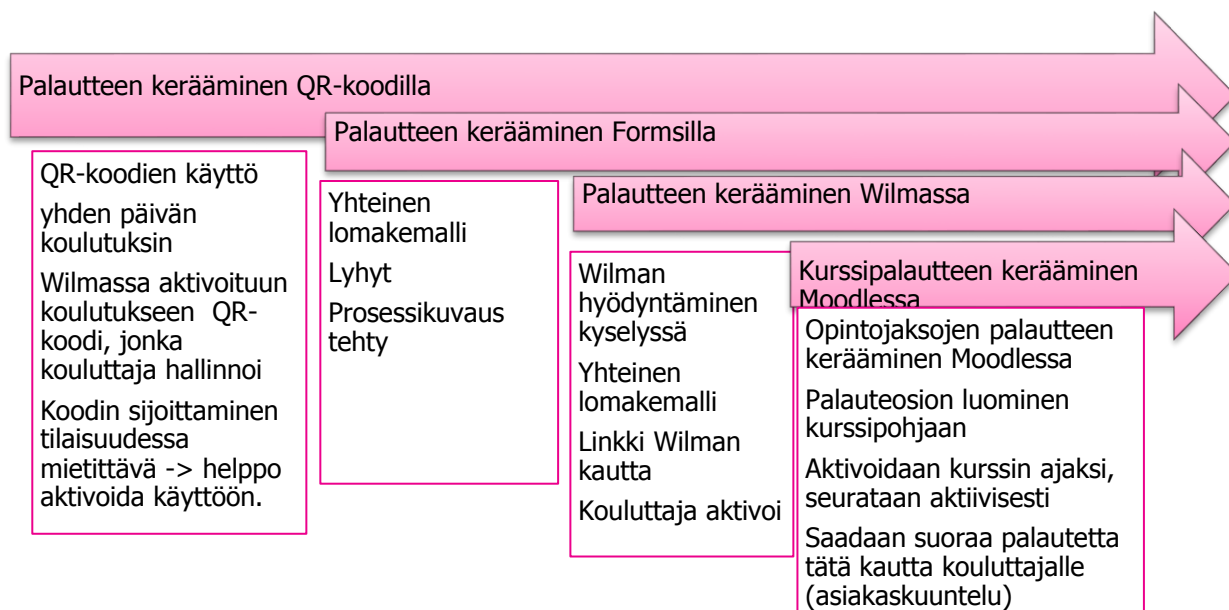 Palautteen kerääminen QR-koodilla
QR-koodien käyttö
yhden päivän
koulutuksin
Wilmassa aktivoituun
koulutukseen  QR-
koodi, jonka
kouluttaja hallinnoi
Koodin sijoittaminen
tilaisuudessa
mietittävä -> helppo
aktivoida käyttöön.
Palautteen kerääminen Formsilla
Yhteinen
lomakemalli
Lyhyt
Prosessikuvaus
tehty
Palautteen kerääminen Wilmassa
Wilman
hyödyntäminen
kyselyssä
Yhteinen
lomakemalli
Linkki Wilman
kautta
Kouluttaja aktivoi
Kurssipalautteen kerääminen
Moodlessa
Opintojaksojen palautteen
kerääminen Moodlessa
Palauteosion luominen
kurssipohjaan
Aktivoidaan kurssin ajaksi,
seurataan aktiivisesti
Saadaan suoraa palautetta
tätä kautta kouluttajalle
(asiakaskuuntelu)